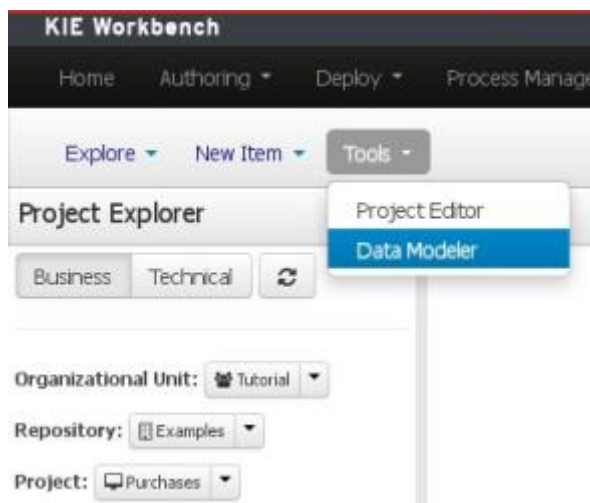 KIE Workbench
Home Authoring Deploy Process Manage
Explore New Item Tools
Project Explorer
Project Editor
Data Modeler
Business Technical
Organizational Unit: Tutorial
Repository: Examples
Project: Purchases